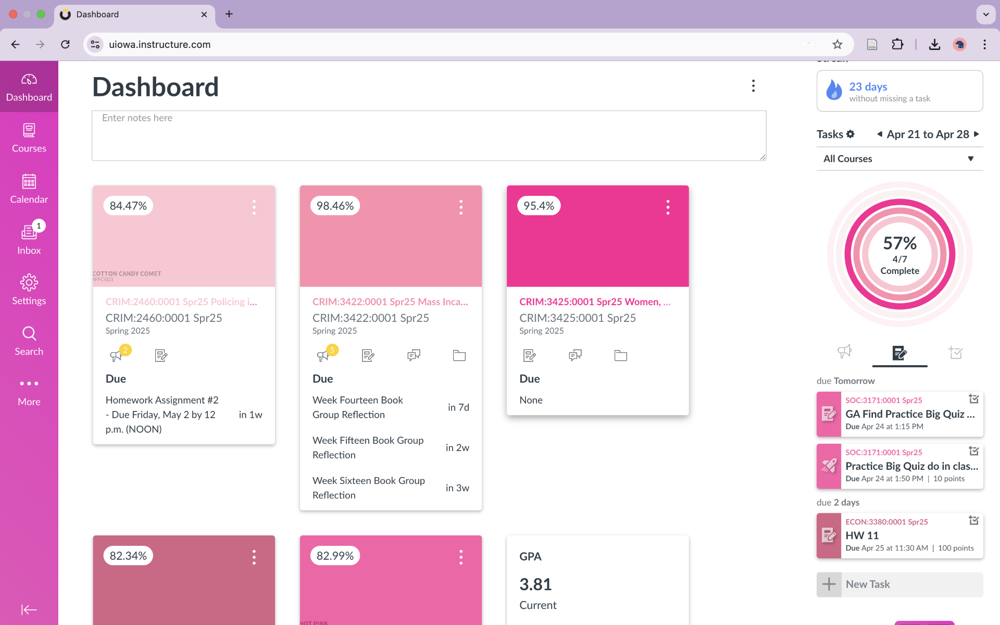 Dashboard
uiowa.instructure.com
Dashboard
Courses
Calendar
1
Inbox
Settings
Search
More
Dashboard
Enter notes here
84.47%
COTTON CANDY COMET
#FFC6D3
CRIM:2460:0001 Spr25 Policing i...
CRIM:2460:0001 Spr25
Spring 2025
2
Due
Homework Assignment #2
- Due Friday, May 2 by 12
p.m. (NOON)
in 1w
98.46%
CRIM:3422:0001 Spr25 Mass Inca...
CRIM:3422:0001 Spr25
Spring 2025
5
Due
Week Fourteen Book
Group Reflection
in 7d
Week Fifteen Book Group
Reflection
in 2w
Week Sixteen Book Group
Reflection
in 3w
95.4%
CRIM:3425:0001 Spr25 Women, ...
CRIM:3425:0001 Spr25
Spring 2025
Due
None
82.34%
82.99%
HOT PINK
GPA
3.81
Current
Streak
23 days
without missing a task
Tasks
Apr 21 to Apr 28
All Courses
57%
4/7
Complete
due Tomorrow
SOC:3171:0001 Spr25
GA Find Practice Big Quiz ...
Due Apr 24 at 1:15 PM
SOC:3171:0001 Spr25
Practice Big Quiz do in clas...
Due Apr 24 at 1:50 PM | 10 points
due 2 days
ECON:3380:0001 Spr25
HW 11
Due Apr 25 at 11:30 AM | 100 points
New Task